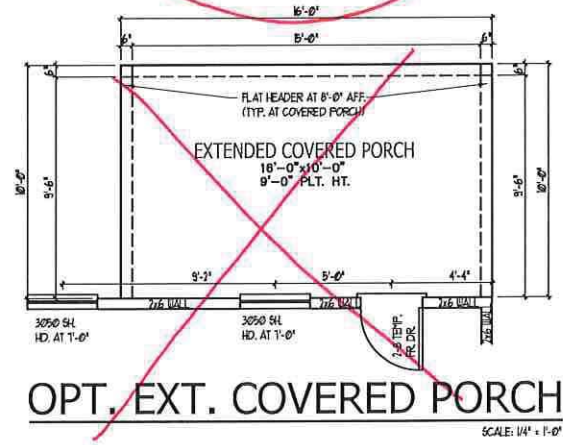 16'-0"
6" 15'-0" 6"
FLAT HEADER AT 8'-0" AFF.
(TYP. AT COVERED PORCH)
6" 6"
10'-0" 9'-6" 9'-6" 10'-0"
EXTENDED COVERED PORCH
16'-0"x10'-0"
9'-0" PLT. HT.
9'-2" 5'-0" 4'-4"
2x6 WALL 2x6 WALL 2x6 WALL
3050 SH. 3050 SH. 2x6 WALL
HD. AT 7'-0" HD. AT 7'-0"
2-8 TEMP.
FR. DR.
OPT. EXT. COVERED PORCH
SCALE: 1/4" = 1'-0"